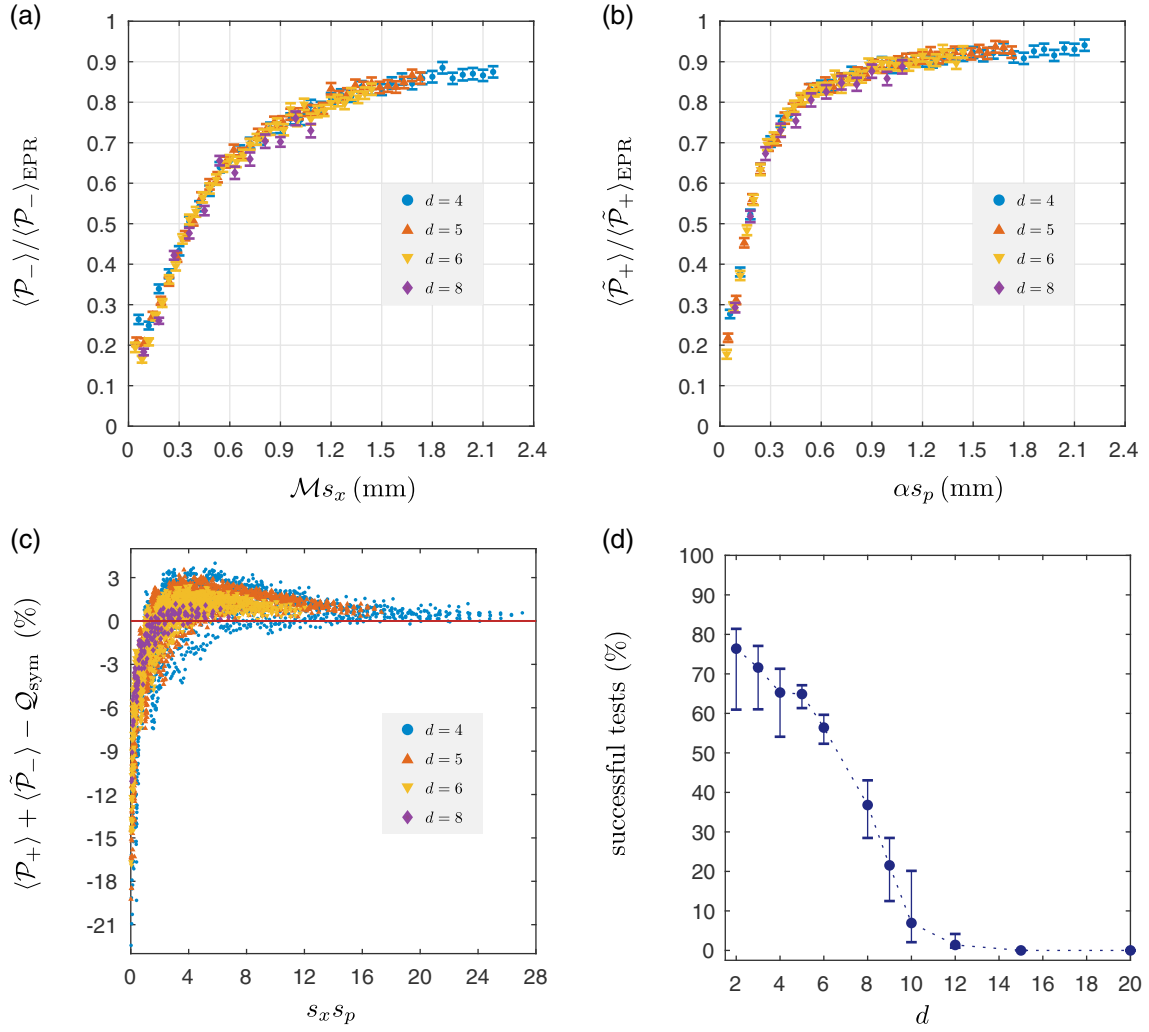 (a)
1
0.9
0.8
0.7
0.6
0.5
0.4
0.3
0.2
0.1
0
0 0.3 0.6 0.9 1.2 1.5 1.8 2.1 2.4
⟨𝒫₋⟩/⟨𝒫₋⟩EPR
ℳsₓ (mm)
d = 4
d = 5
d = 6
d = 8
(b)
1
0.9
0.8
0.7
0.6
0.5
0.4
0.3
0.2
0.1
0
0 0.3 0.6 0.9 1.2 1.5 1.8 2.1 2.4
⟨𝒫̃₊⟩/⟨𝒫̃₊⟩EPR
αsₚ (mm)
d = 4
d = 5
d = 6
d = 8
(c)
3
0
-3
-6
-9
-12
-15
-18
-21
0 4 8 12 16 20 24 28
⟨𝒫₊⟩ + ⟨𝒫̃₋⟩ − 𝒬sym (%)
sₓsₚ
d = 4
d = 5
d = 6
d = 8
(d)
100
90
80
70
60
50
40
30
20
10
0
2 4 6 8 10 12 14 16 18 20
successful tests (%)
d